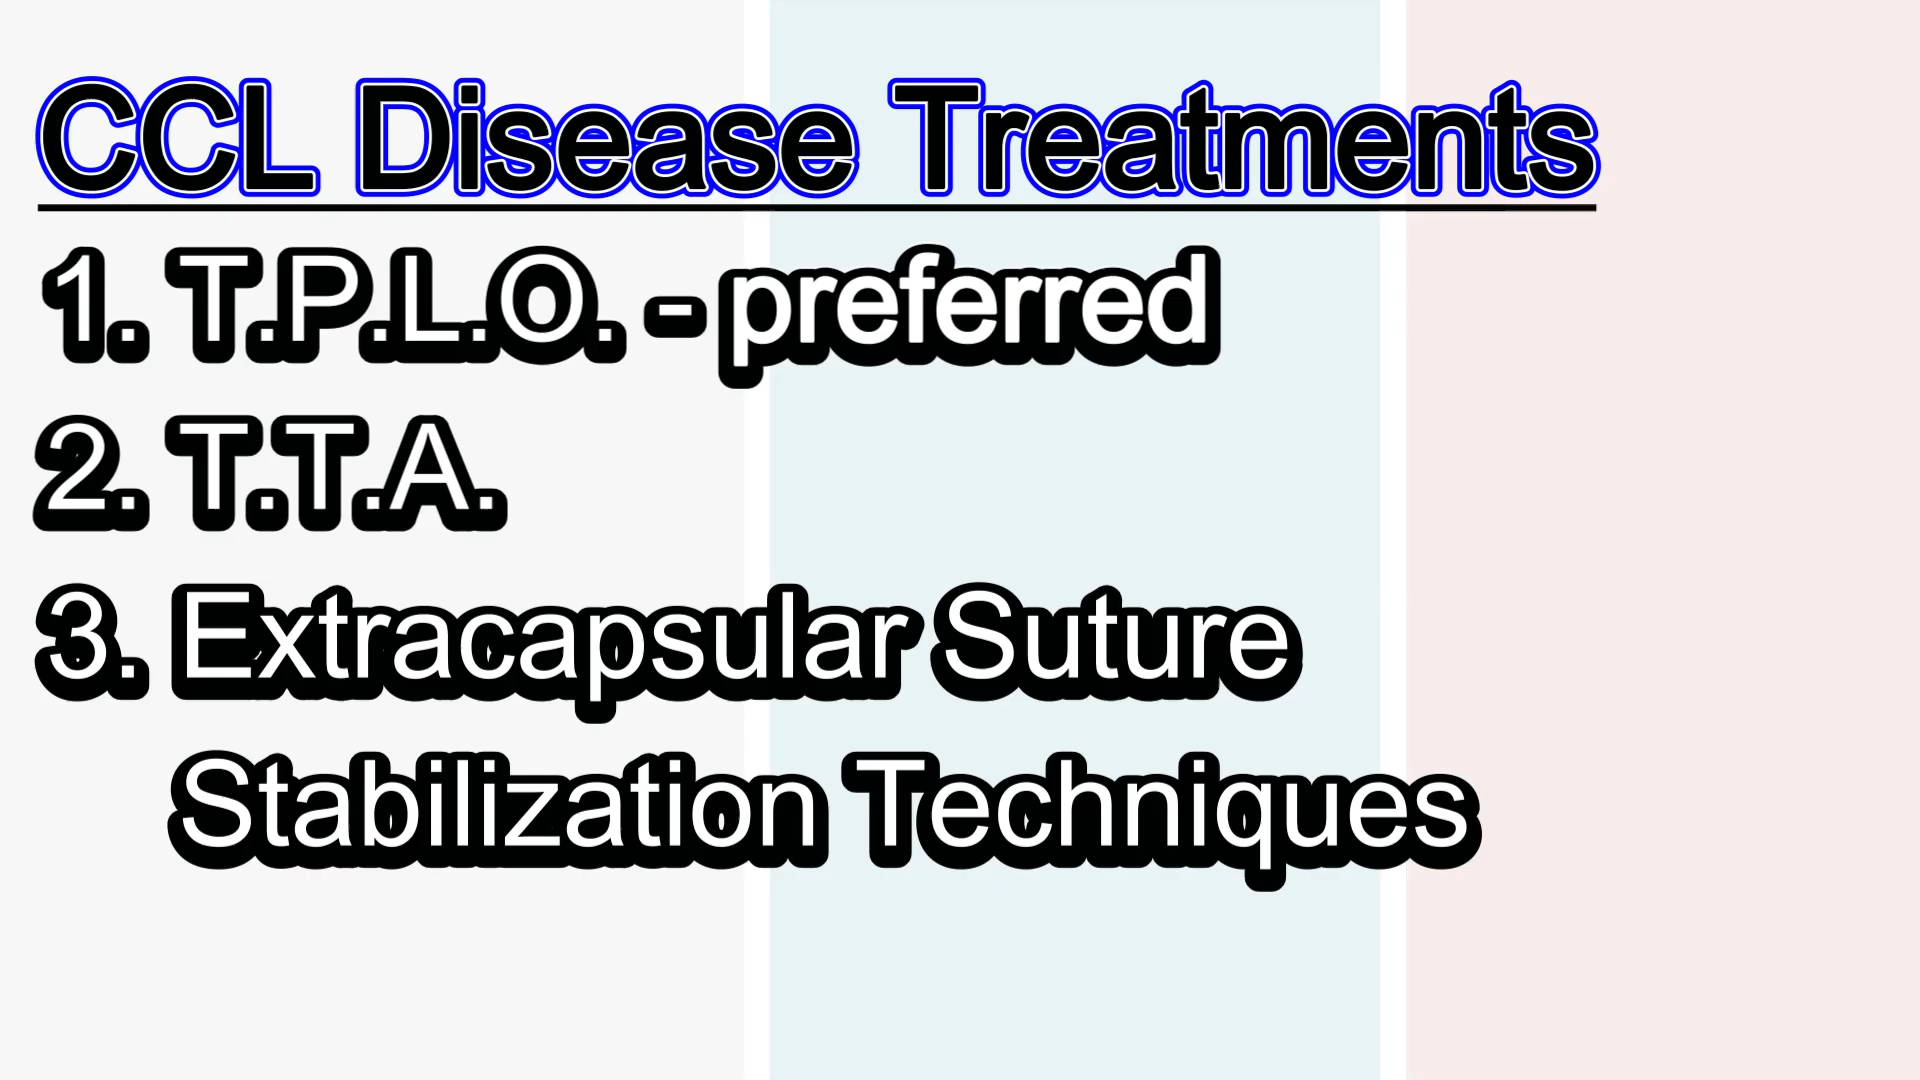 CCL Disease Treatments
1. T.P.L.O. - preferred
2. T.T.A.
3. Extracapsular Suture
Stabilization Techniques